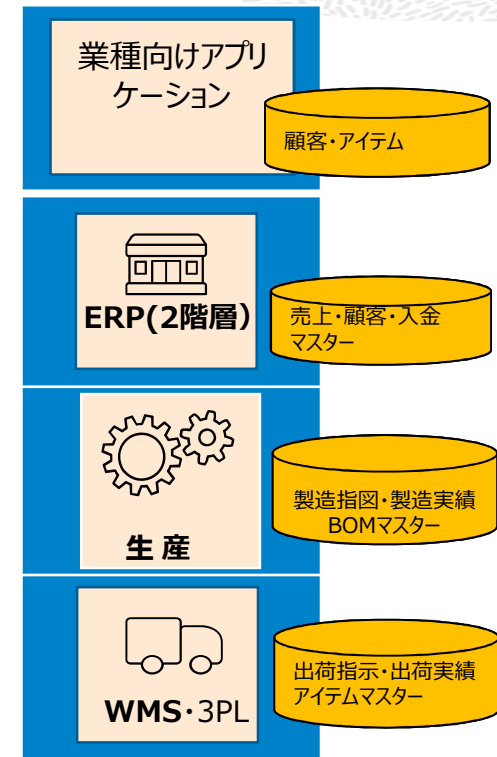 業種向けアプリ
ケーション
顧客・アイテム
ERP(2階層）
売上・顧客・入金
マスター
生 産
製造指図・製造実績
BOMマスター
WMS・3PL
出荷指示・出荷実績
アイテムマスター